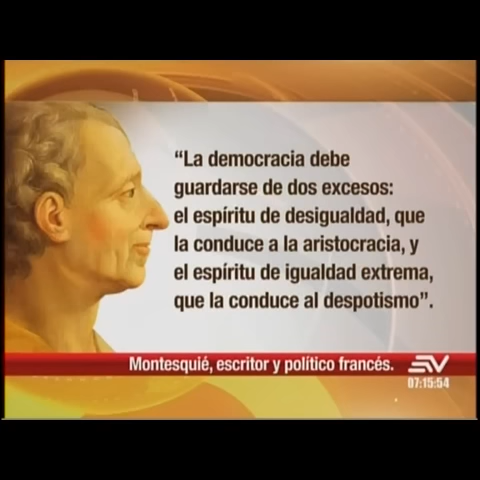 “La democracia debe
guardarse de dos excesos:
el espíritu de desigualdad, que
la conduce a la aristocracia, y
el espíritu de igualdad extrema,
que la conduce al despotismo”.
Montesquié, escritor y político francés.
07:15:54